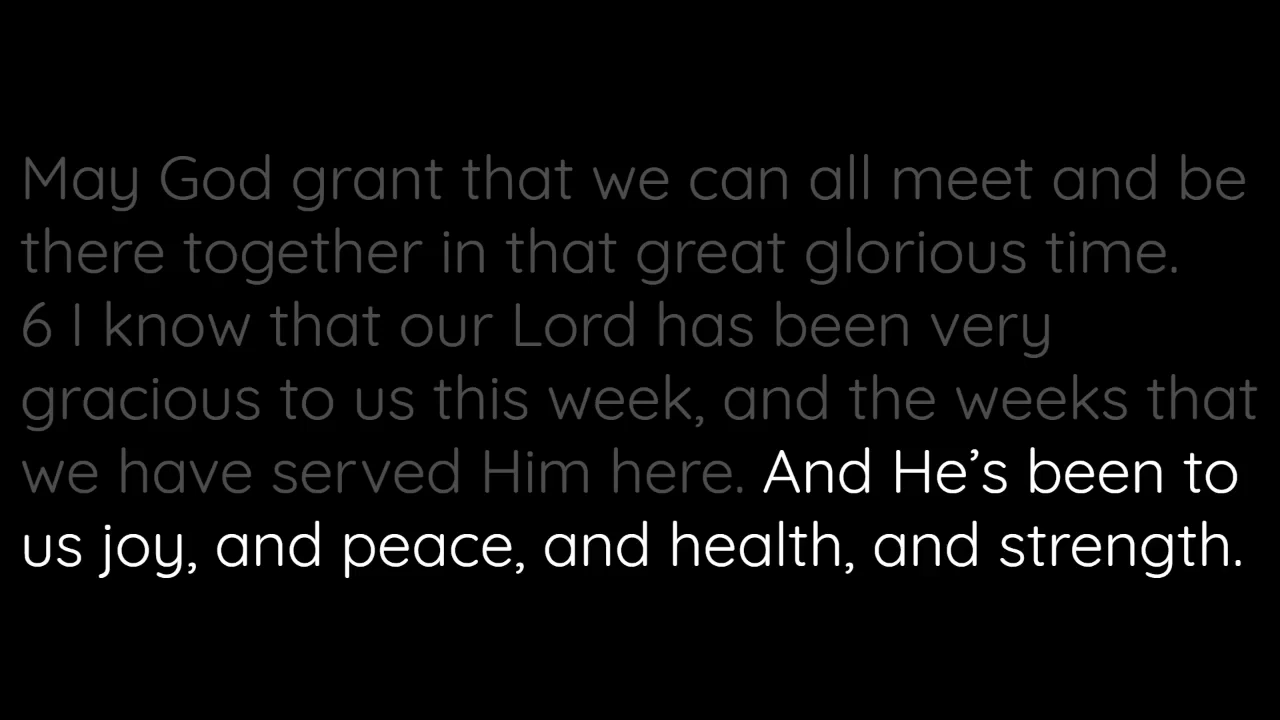 May God grant that we can all meet and be
there together in that great glorious time.
6 I know that our Lord has been very
gracious to us this week, and the weeks that
we have served Him here. And He’s been to
us joy, and peace, and health, and strength.